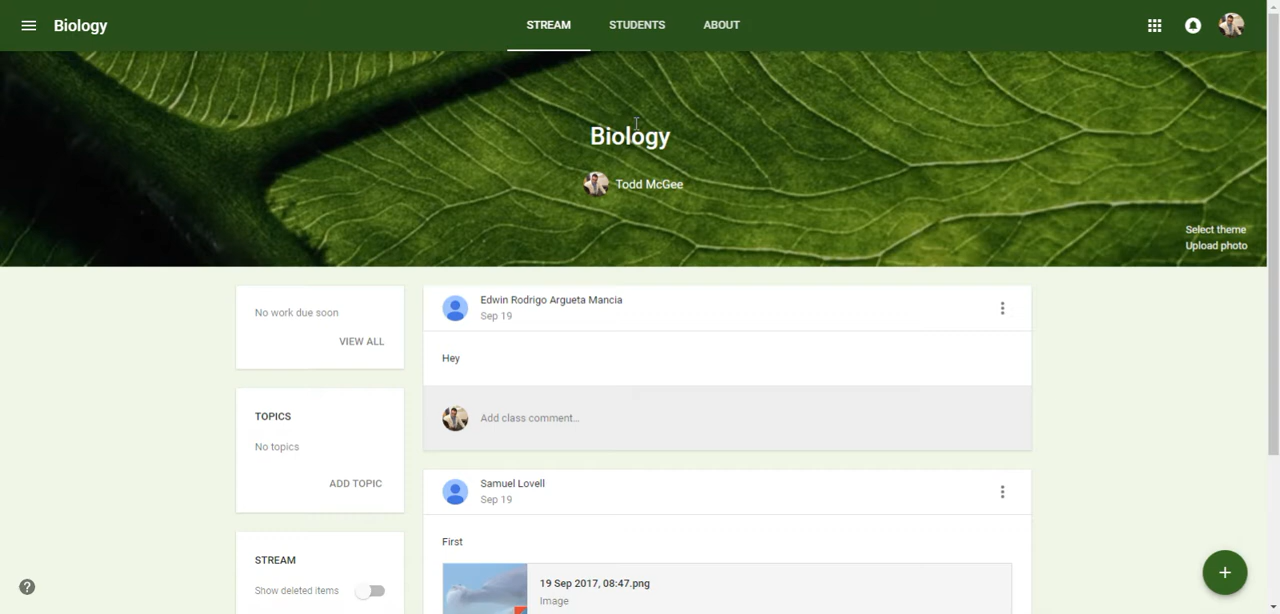 Biology
STREAM
STUDENTS
ABOUT
Biology
Todd McGee
Select theme
Upload photo
No work due soon
VIEW ALL
TOPICS
No topics
ADD TOPIC
STREAM
Show deleted items
Edwin Rodrigo Argueta Mancia
Sep 19
Hey
Add class comment...
Samuel Lovell
Sep 19
First
19 Sep 2017, 08:47.png
Image